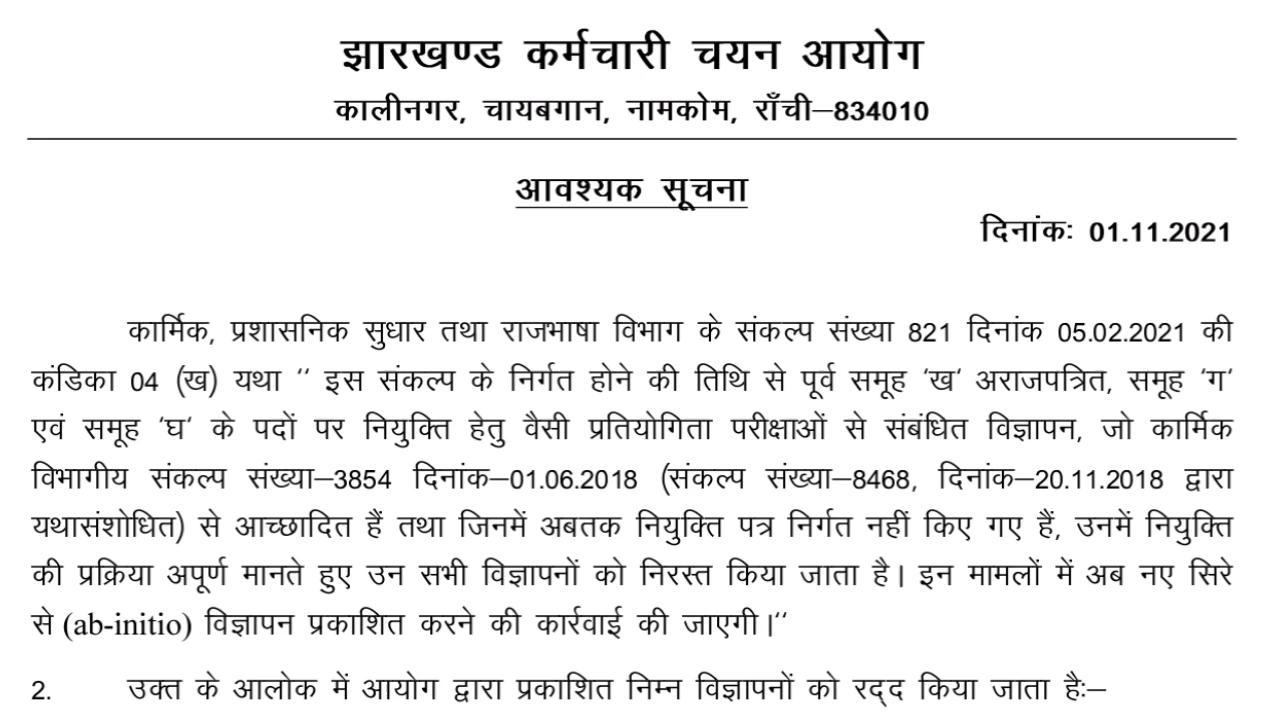 झारखण्ड कर्मचारी चयन आयोग
कालीनगर, चायबगान, नामकोम, राँची–834010
आवश्यक सूचना
दिनांकः 01.11.2021
कार्मिक, प्रशासनिक सुधार तथा राजभाषा विभाग के संकल्प संख्या 821 दिनांक 05.02.2021 की
कंडिका 04 (ख) यथा ‘‘ इस संकल्प के निर्गत होने की तिथि से पूर्व समूह ‘ख‘ अराजपत्रित, समूह ‘ग‘
एवं समूह ‘घ‘ के पदों पर नियुक्ति हेतु वैसी प्रतियोगिता परीक्षाओं से संबंधित विज्ञापन, जो कार्मिक
विभागीय संकल्प संख्या–3854 दिनांक–01.06.2018 (संकल्प संख्या–8468, दिनांक–20.11.2018 द्वारा
यथासंशोधित) से आच्छादित हैं तथा जिनमें अबतक नियुक्ति पत्र निर्गत नहीं किए गए हैं, उनमें नियुक्ति
की प्रक्रिया अपूर्ण मानते हुए उन सभी विज्ञापनों को निरस्त किया जाता है। इन मामलों में अब नए सिरे
से (ab-initio) विज्ञापन प्रकाशित करने की कार्रवाई की जाएगी।‘‘
2. उक्त के आलोक में आयोग द्वारा प्रकाशित निम्न विज्ञापनों को रद्द किया जाता हैः–